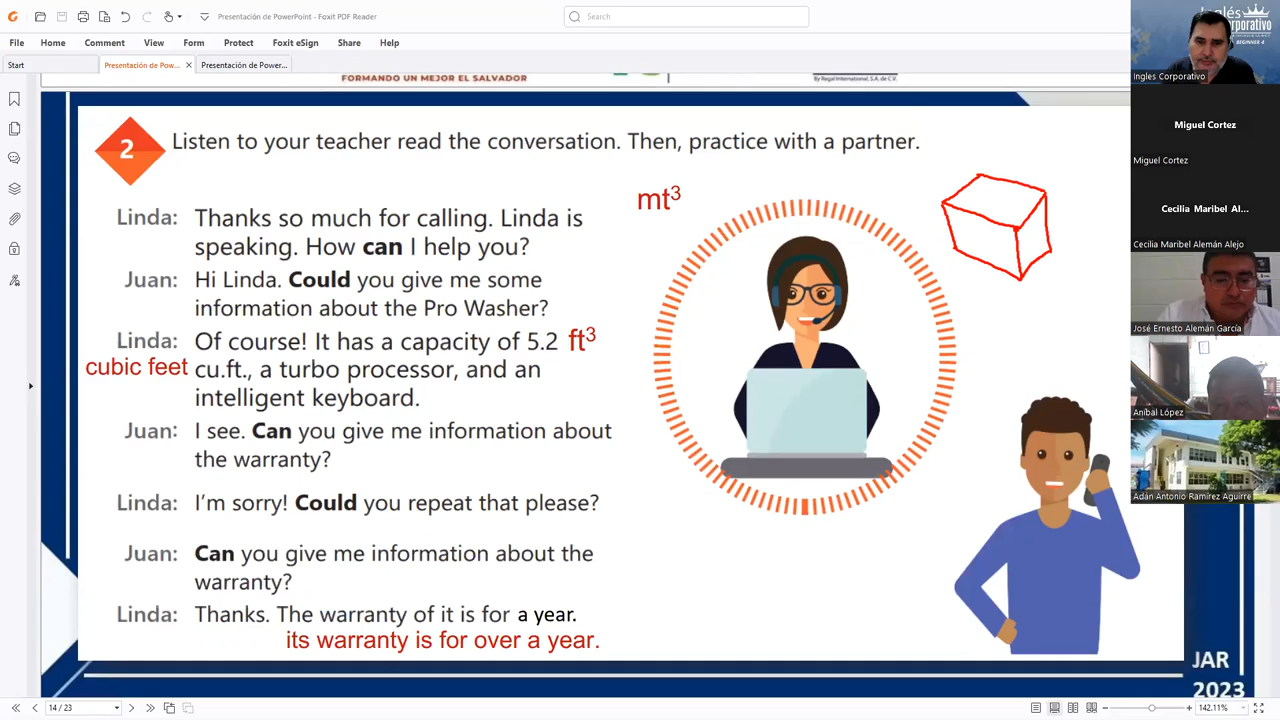 Presentación de PowerPoint - Foxit PDF Reader
Search
File Home Comment View Form Protect Foxit eSign Share Help
Start
Presentación de Pow...
Presentación de Power...
FORMANDO UN MEJOR EL SALVADOR
By Regal International, S.A. de C.V.
2
Listen to your teacher read the conversation. Then, practice with a partner.
mt³
Linda: Thanks so much for calling. Linda is
speaking. How can I help you?
Juan: Hi Linda. Could you give me some
information about the Pro Washer?
Linda: Of course! It has a capacity of 5.2 ft³
cubic feet cu.ft., a turbo processor, and an
intelligent keyboard.
Juan: I see. Can you give me information about
the warranty?
Linda: I'm sorry! Could you repeat that please?
Juan: Can you give me information about the
warranty?
Linda: Thanks. The warranty of it is for a year.
its warranty is for over a year.
JAR
2023
BEGINNER 4
Ingles Corporativo
Miguel Cortez
Miguel Cortez
Cecilia Maribel Al...
Cecilia Maribel Alemán Alejo
José Ernesto Alemán García
Aníbal López
Adán Antonio Ramírez Aguirre
14 / 23
142.11%